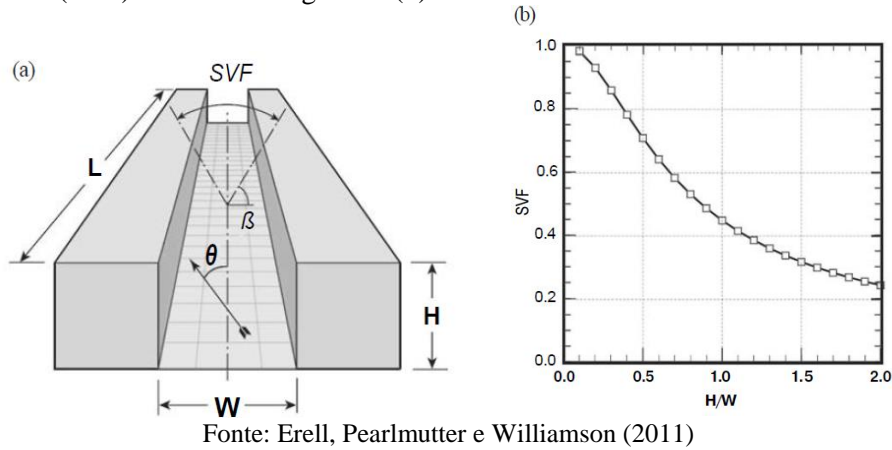 (b)
(a)
SVF
L
ß
θ
H
W
SVF
1.0
0.8
0.6
0.4
0.2
0.0
0.0 0.5 1.0 1.5 2.0
H/W
Fonte: Erell, Pearlmutter e Williamson (2011)